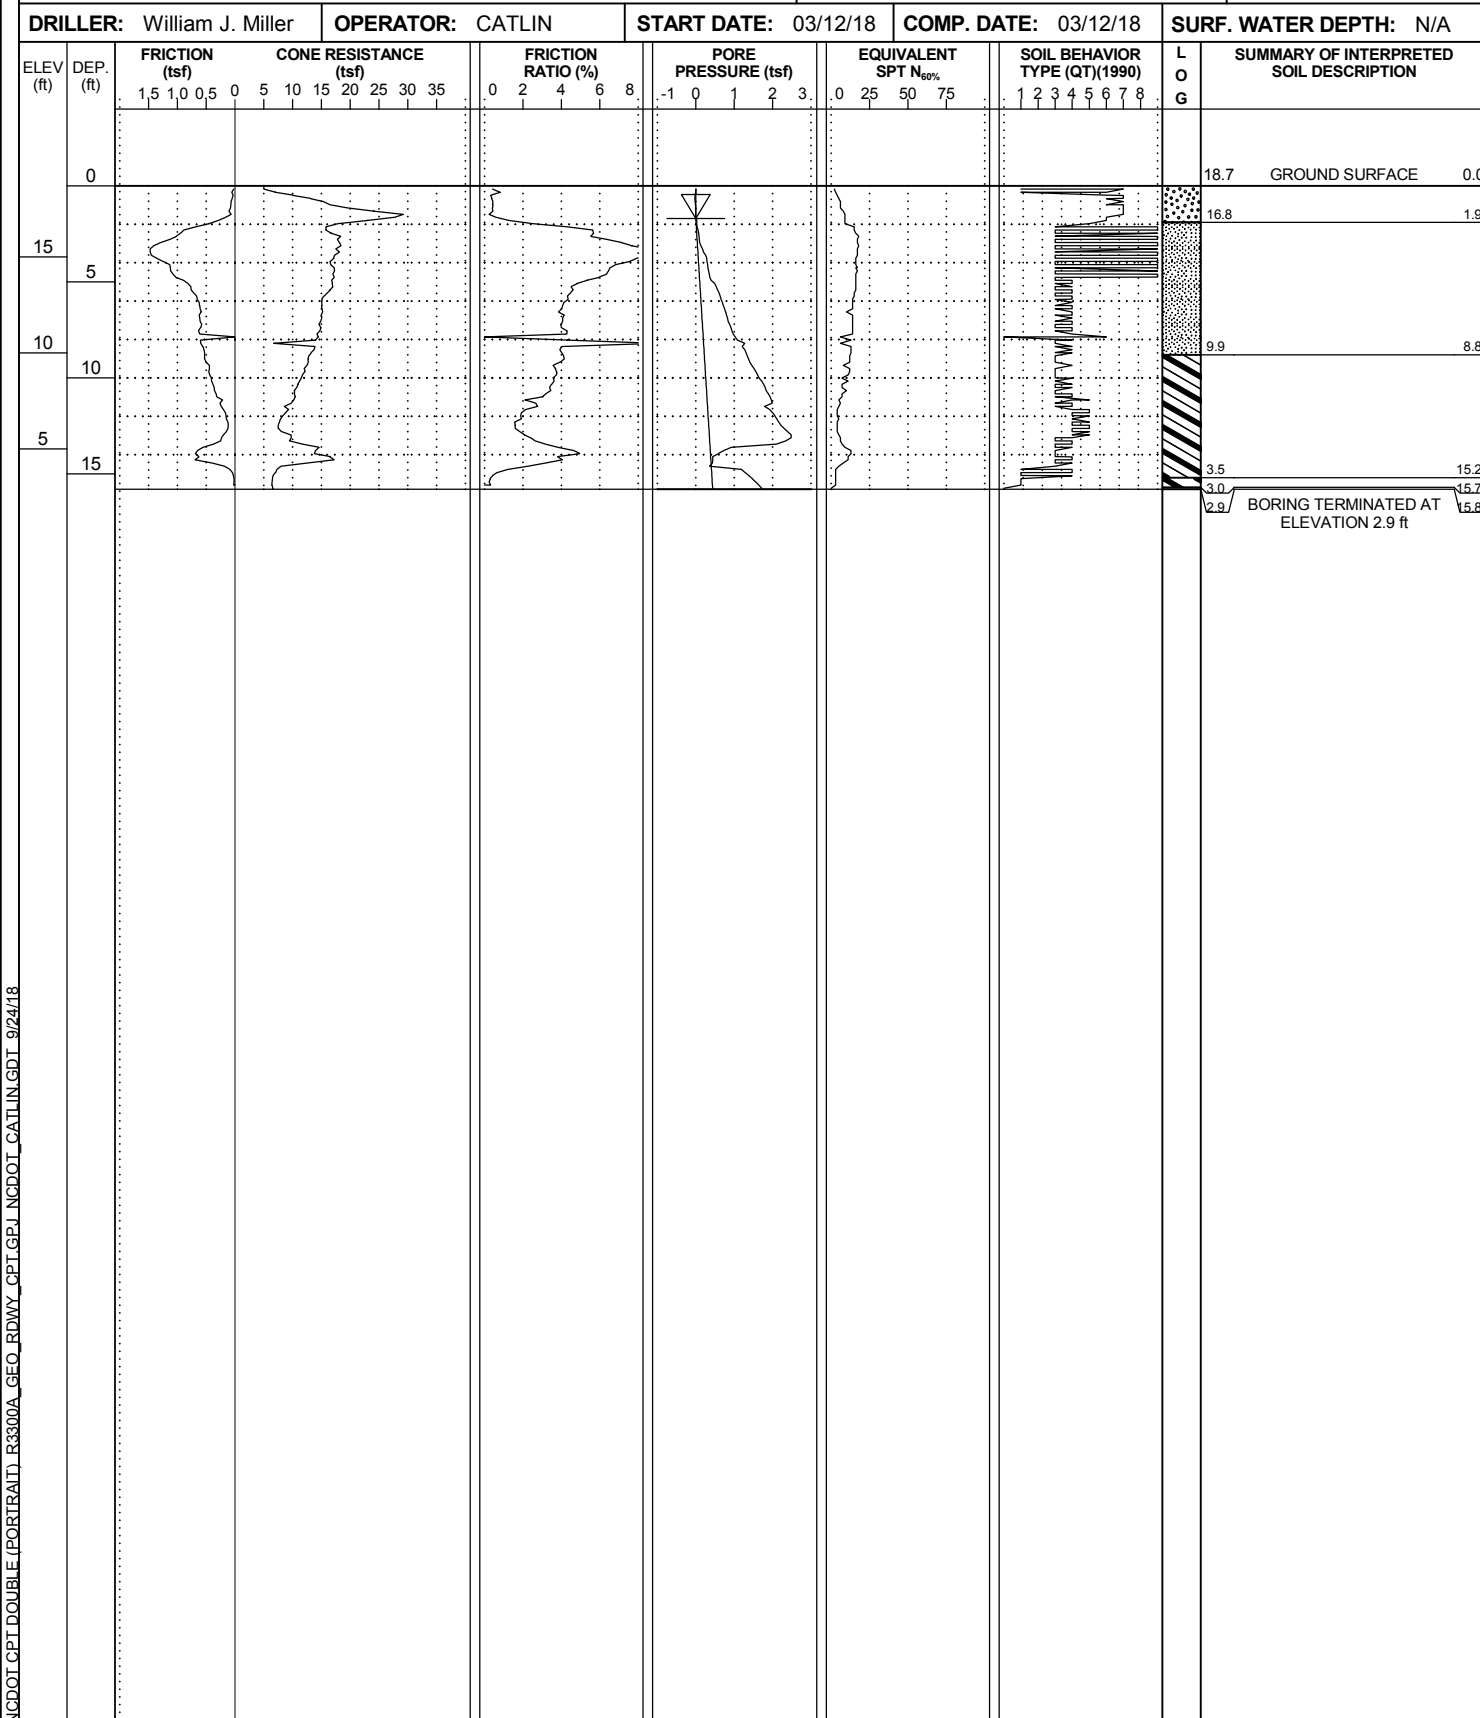 DRILLER: William J. Miller OPERATOR: CATLIN START DATE: 03/12/18 COMP. DATE: 03/12/18 SURF. WATER DEPTH: N/A
ELEV (ft)
DEP. (ft)
FRICTION (tsf)
1.5 1.0 0.5 0
CONE RESISTANCE (tsf)
5 10 15 20 25 30 35
FRICTION RATIO (%)
0 2 4 6 8
PORE PRESSURE (tsf)
-1 0 1 2 3
EQUIVALENT SPT N60%
0 25 50 75
SOIL BEHAVIOR TYPE (QT)(1990)
1 2 3 4 5 6 7 8
L
O
G
SUMMARY OF INTERPRETED
SOIL DESCRIPTION
0
18.7 GROUND SURFACE 0.0
16.8 1.9
15
5
10
9.9 8.8
10
5
15
3.5 15.2
3.0 15.7
2.9 BORING TERMINATED AT 15.8
ELEVATION 2.9 ft
NCDOT CPT DOUBLE (PORTRAIT) R3300A_GEO_RDWY_CPT.GPJ NCDOT_CATLIN.GDT 9/24/18